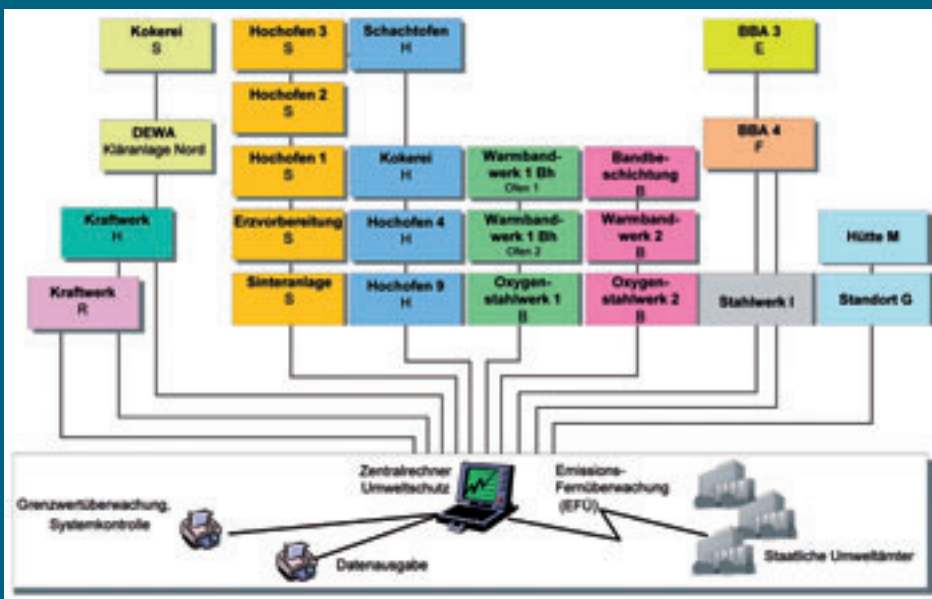 Kokerei
S
DEWA
Kläranlage Nord
Kraftwerk
H
Kraftwerk
R
Hochofen 3
S
Hochofen 2
S
Hochofen 1
S
Erzvorbereitung
S
Sinteranlage
S
Schachtofen
H
Kokerei
H
Hochofen 4
H
Hochofen 9
H
Warmband-
werk 1 Bh
Ofen 1
Warmband-
werk 1 Bh
Ofen 2
Oxygen-
stahlwerk 1
B
Bandbe-
schichtung
B
Warmband-
werk 2
B
Oxygen-
stahlwerk 2
B
BBA 3
E
BBA 4
F
Stahlwerk I
Hütte M
Standort G
Zentralrechner
Umweltschutz
Emissions-
Fernüberwachung
(EFÜ)
Grenzwertüberwachung,
Systemkontrolle
Datenausgabe
Staatliche Umweltämter